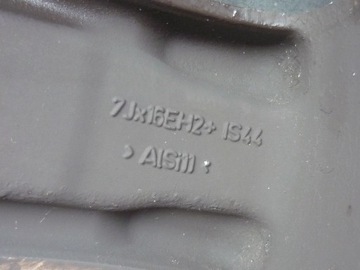 7Jx16EH2+ IS44
> AlSi11 <